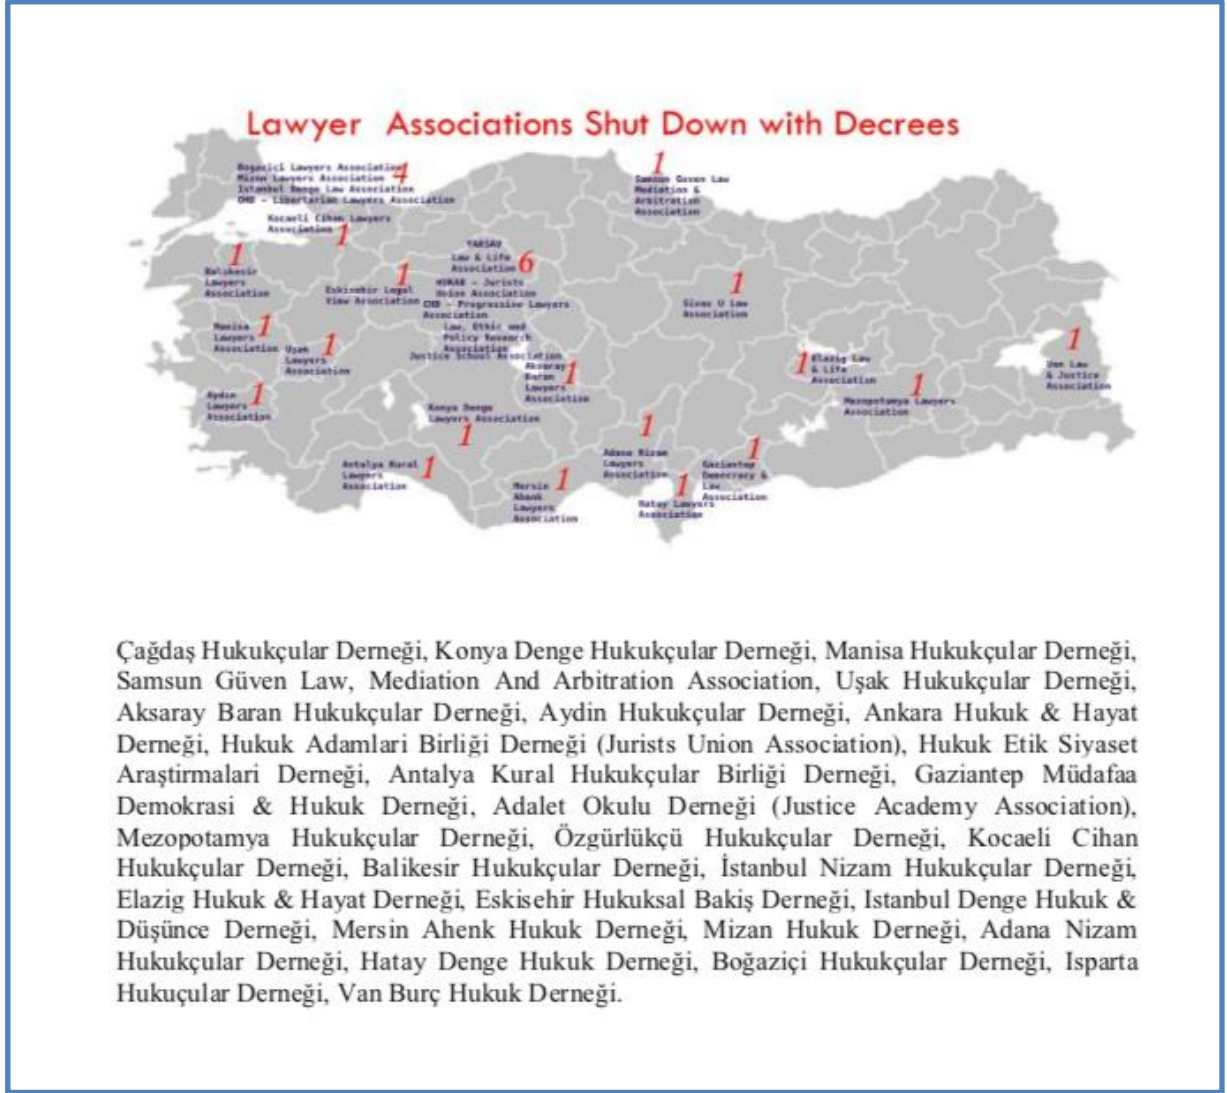 Lawyer Associations Shut Down with Decrees
Bogazici Lawyers Association
Mizan Lawyers Association
4
Istanbul Denge Law Association
OHD – Libertarian Lawyers Association
Kocaeli Cihan Lawyers
Association
1
1
Samsun Guven Law
Mediation &
Arbitration
Association
1
Balikesir
Lawyers
Association
1
Eskisehir Legal
View Association
YARSAV
Law & Life
Association
6
HUKAB – Jurists
Union Association
CHD – Progressive Lawyers
Association
Law, Ethic and
Policy Research
Association
Justice School Association
1
Sivas U Law
Association
1
Manisa
Lawyers
Association
1
Uşak
Lawyers
Association
1
Aksaray
Baran
Lawyers
Association
1
Elazig Law
& Life
Association
1
Mezopotamya Lawyers
Association
1
Van Law
& Justice
Association
1
Aydin
Lawyers
Association
1
Konya Denge
Lawyers Association
1
Antalya Kural
Lawyers
Association
1
Mersin
Ahenk
Lawyers
Association
1
1
Adana Nizam
Lawyers
Association
1
Gaziantep
Democracy &
Law
Association
1
Hatay Lawyers
Association
1
Çağdaş Hukukçular Derneği, Konya Denge Hukukçular Derneği, Manisa Hukukçular Derneği,
Samsun Güven Law, Mediation And Arbitration Association, Uşak Hukukçular Derneği,
Aksaray Baran Hukukçular Derneği, Aydin Hukukçular Derneği, Ankara Hukuk & Hayat
Derneği, Hukuk Adamlari Birliği Derneği (Jurists Union Association), Hukuk Etik Siyaset
Araştirmalari Derneği, Antalya Kural Hukukçular Birliği Derneği, Gaziantep Müdafaa
Demokrasi & Hukuk Derneği, Adalet Okulu Derneği (Justice Academy Association),
Mezopotamya Hukukçular Derneği, Özgürlükçü Hukukçular Derneği, Kocaeli Cihan
Hukukçular Derneği, Balikesir Hukukçular Derneği, İstanbul Nizam Hukukçular Derneği,
Elazig Hukuk & Hayat Derneği, Eskisehir Hukuksal Bakiş Derneği, Istanbul Denge Hukuk &
Düşünce Derneği, Mersin Ahenk Hukuk Derneği, Mizan Hukuk Derneği, Adana Nizam
Hukukçular Derneği, Hatay Denge Hukuk Derneği, Boğaziçi Hukukçular Derneği, Isparta
Hukuçular Derneği, Van Burç Hukuk Derneği.